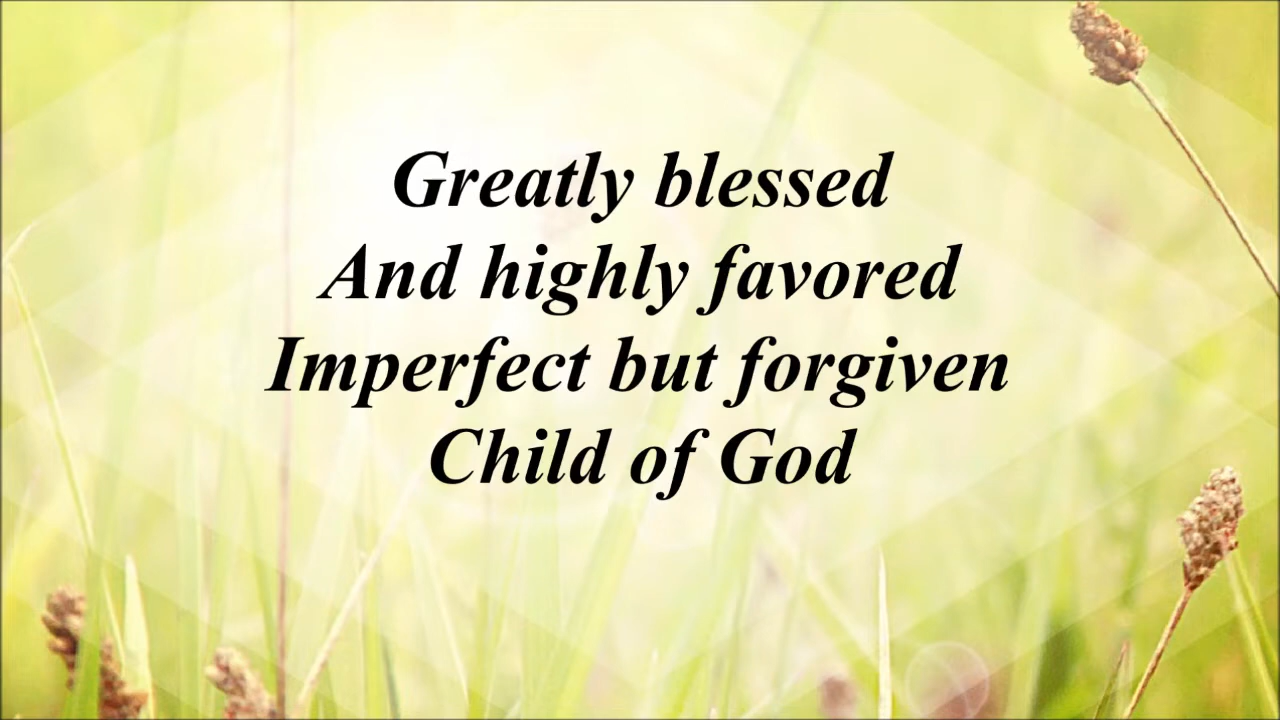 Greatly blessed
And highly favored
Imperfect but forgiven
Child of God